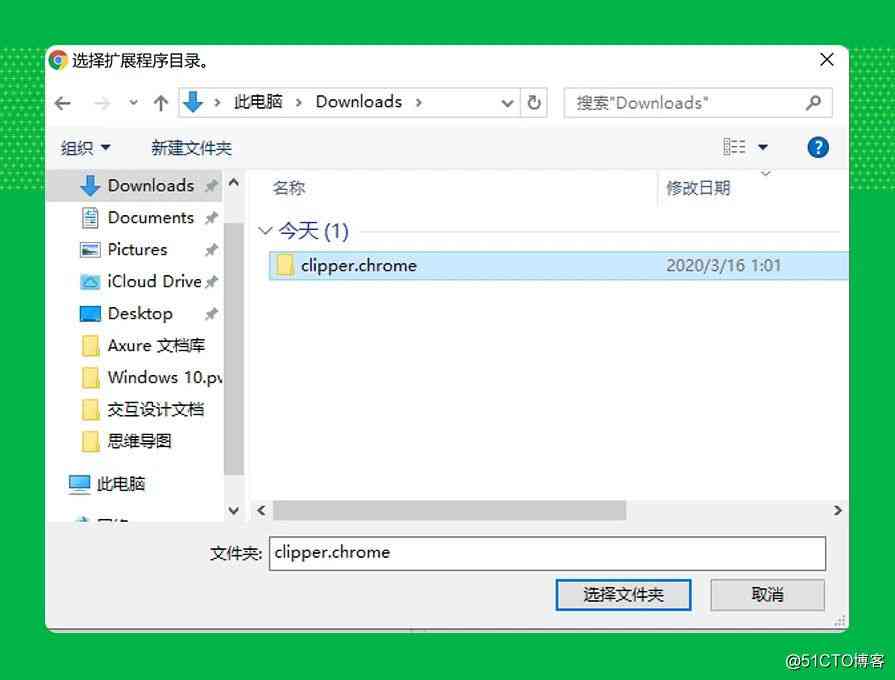 选择扩展程序目录。
此电脑 Downloads
搜索"Downloads"
组织 新建文件夹
名称 修改日期
Downloads
Documents
Pictures
iCloud Drive
Desktop
Axure 文档库
Windows 10.pv
交互设计文档
思维导图
此电脑
今天 (1)
clipper.chrome 2020/3/16 1:01
文件夹: clipper.chrome
选择文件夹 取消
@51CTO博客